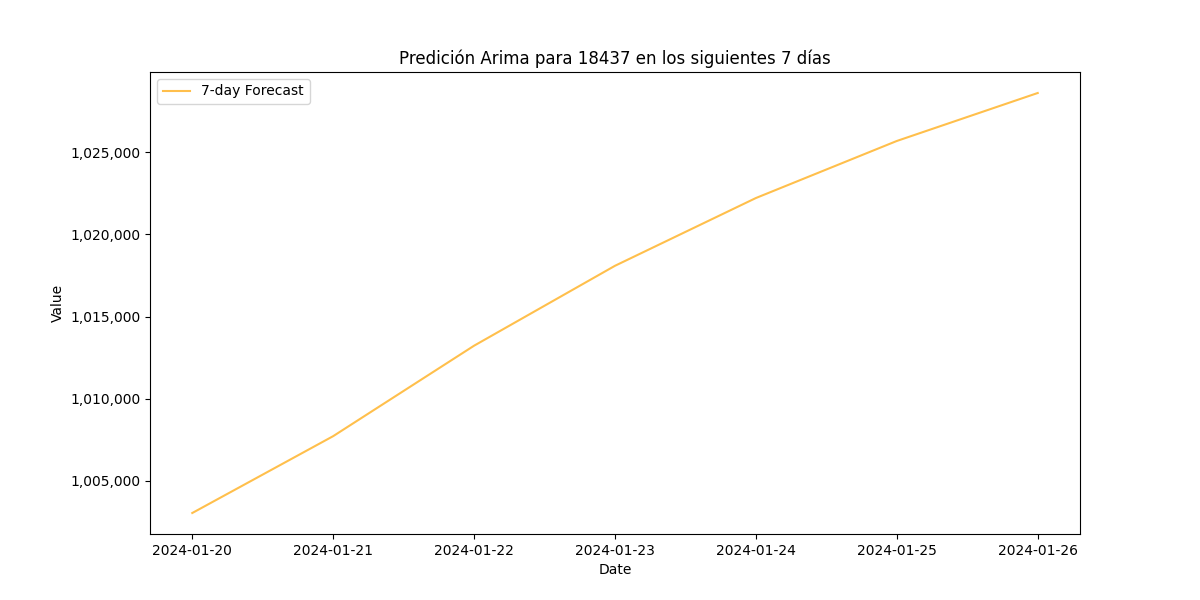 Predición Arima para 18437 en los siguientes 7 días
7-day Forecast
Value
1,025,000
1,020,000
1,015,000
1,010,000
1,005,000
2024-01-20 2024-01-21 2024-01-22 2024-01-23 2024-01-24 2024-01-25 2024-01-26
Date